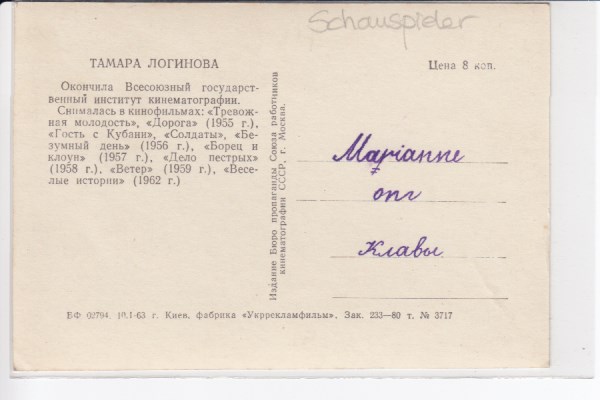 Schauspieler
ТАМАРА ЛОГИНОВА
Окончила Всесоюзный государст-
венный институт кинематографии.
Снималась в кинофильмах: «Тревож-
ная молодость», «Дорога» (1955 г.),
«Гость с Кубани», «Солдаты», «Бе-
зумный день» (1956 г.), «Борец и
клоун» (1957 г.), «Дело пестрых»
(1958 г.), «Ветер» (1959 г.), «Весе-
лые истории» (1962 г.)
Издание Бюро пропаганды Союза работников
кинематографии СССР, г. Москва.
Цена 8 коп.
Marianne
от
Клавы
БФ 02794. 10.I-63 г. Киев, фабрика «Укррекламфильм». Зак. 233—80 т. № 3717